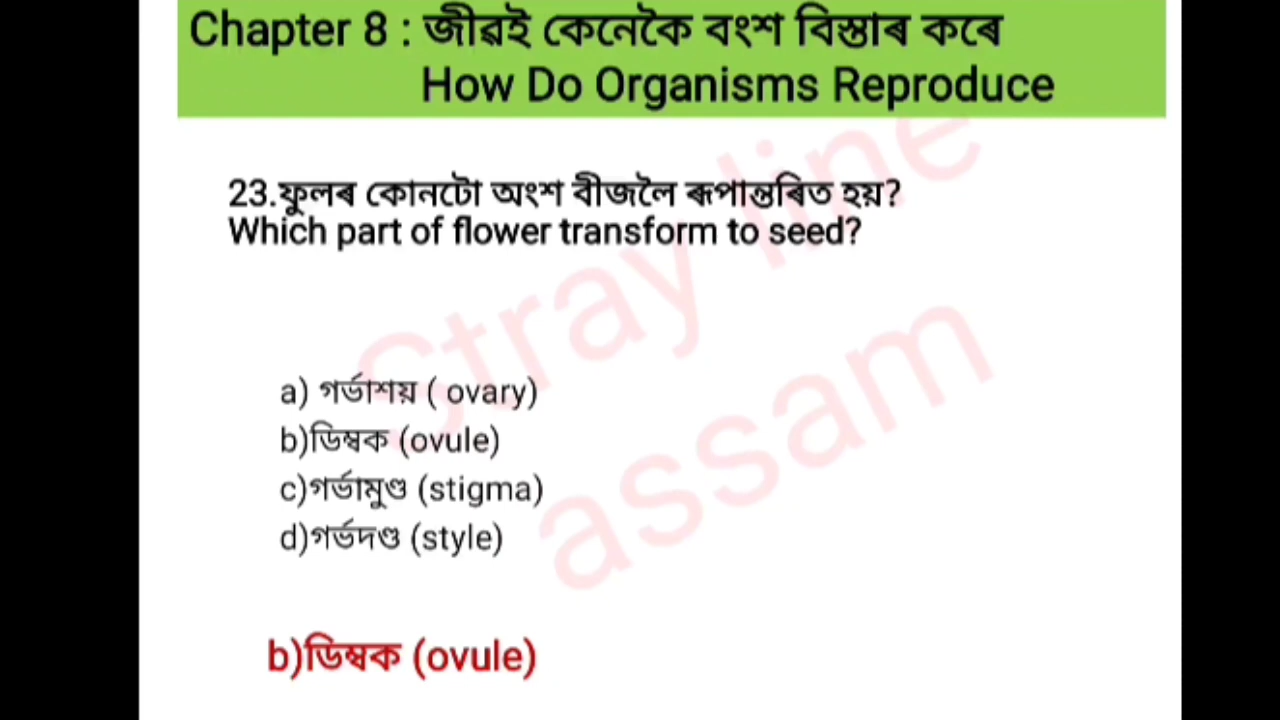 Chapter 8 : জীৱই কেনেকৈ বংশ বিস্তাৰ কৰে
How Do Organisms Reproduce
23.ফুলৰ কোনটো অংশ বীজলৈ ৰূপান্তৰিত হয়?
Which part of flower transform to seed?
Stray line
assam
a) গৰ্ভাশয় ( ovary)
b)ডিম্বক (ovule)
c)গৰ্ভামুণ্ড (stigma)
d)গৰ্ভদণ্ড (style)
b)ডিম্বক (ovule)